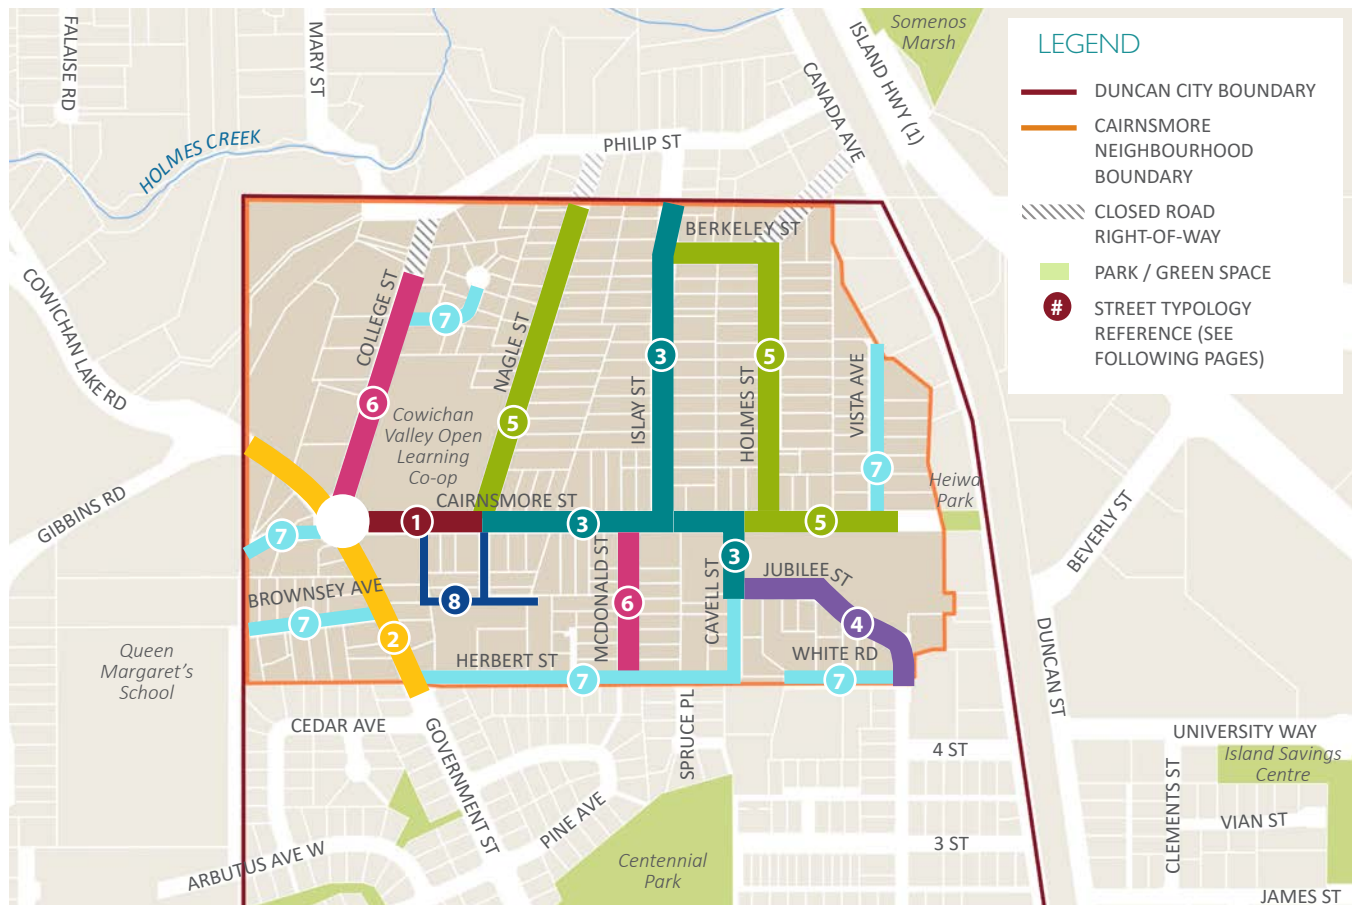 FALAISE RD
MARY ST
HOLMES CREEK
PHILIP ST
CANADA AVE
ISLAND HWY (1)
Somenos
Marsh
LEGEND
DUNCAN CITY BOUNDARY
CAIRNSMORE
NEIGHBOURHOOD
BOUNDARY
CLOSED ROAD
RIGHT-OF-WAY
PARK / GREEN SPACE
#
STREET TYPOLOGY
REFERENCE (SEE
FOLLOWING PAGES)
BERKELEY ST
COWICHAN LAKE RD
GIBBINS RD
COLLEGE ST
7
6
NAGLE ST
5
Cowichan
Valley Open
Learning
Co-op
ISLAY ST
3
HOLMES ST
5
VISTA AVE
7
Heiwa
Park
BEVERLY ST
CAIRNSMORE ST
7
1
3
5
BROWNSEY AVE
7
2
8
MCDONALD ST
6
CAVELL ST
3
JUBILEE ST
4
WHITE RD
7
HERBERT ST
7
Queen
Margaret's
School
CEDAR AVE
GOVERNMENT ST
SPRUCE PL
PINE AVE
ARBUTUS AVE W
Centennial
Park
4 ST
3 ST
DUNCAN ST
UNIVERSITY WAY
Island Savings
Centre
CLEMENTS ST
VIAN ST
JAMES ST